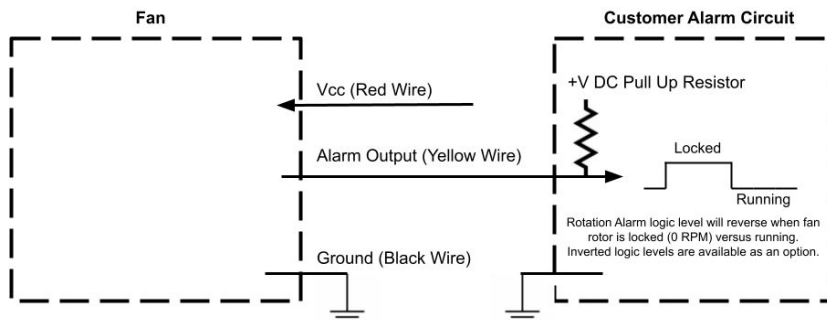 Fan
Customer Alarm Circuit
Vcc (Red Wire)
+V DC Pull Up Resistor
Alarm Output (Yellow Wire)
Locked
Running
Rotation Alarm logic level will reverse when fan
rotor is locked (0 RPM) versus running.
Inverted logic levels are available as an option.
Ground (Black Wire)